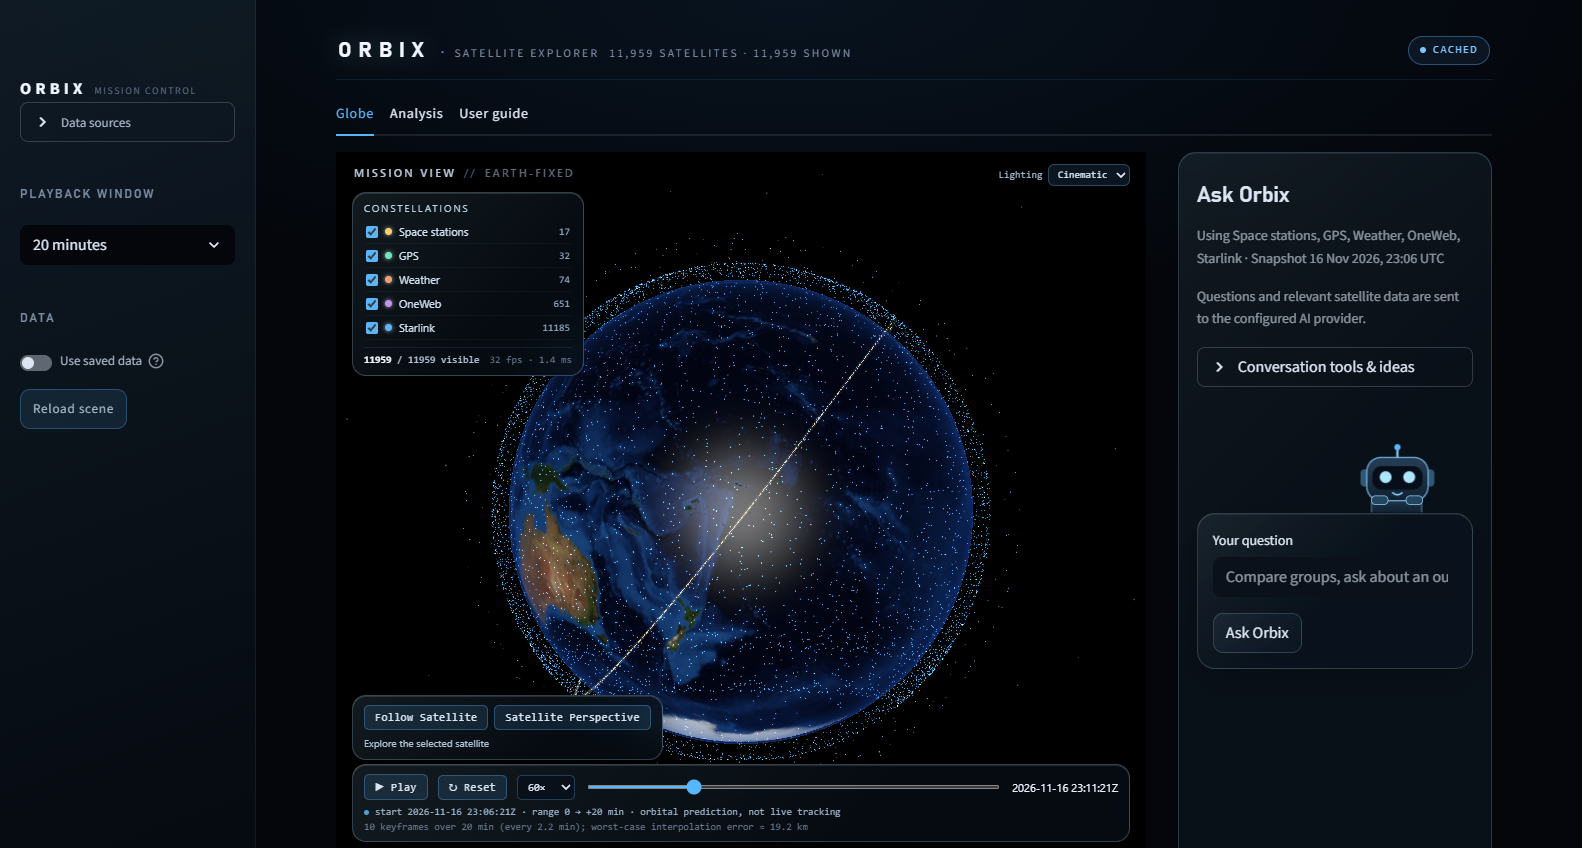 ORBIX MISSION CONTROL
Data sources
PLAYBACK WINDOW
20 minutes
DATA
Use saved data ?
Reload scene
ORBIX · SATELLITE EXPLORER 11,959 SATELLITES · 11,959 SHOWN
CACHED
Globe Analysis User guide
MISSION VIEW // EARTH-FIXED
Lighting Cinematic
CONSTELLATIONS
Space stations 17
GPS 32
Weather 74
OneWeb 651
Starlink 11185
11959 / 11959 visible 32 fps · 1.4 ms
Follow Satellite Satellite Perspective
Explore the selected satellite
▶ Play ↻ Reset 60× 2026-11-16 23:11:21Z
start 2026-11-16 23:06:21Z · range 0 → +20 min · orbital prediction, not live tracking
10 keyframes over 20 min (every 2.2 min); worst-case interpolation error ≈ 19.2 km
Ask Orbix
Using Space stations, GPS, Weather, OneWeb,
Starlink · Snapshot 16 Nov 2026, 23:06 UTC
Questions and relevant satellite data are sent
to the configured AI provider.
Conversation tools & ideas
Your question
Compare groups, ask about an ou
Ask Orbix